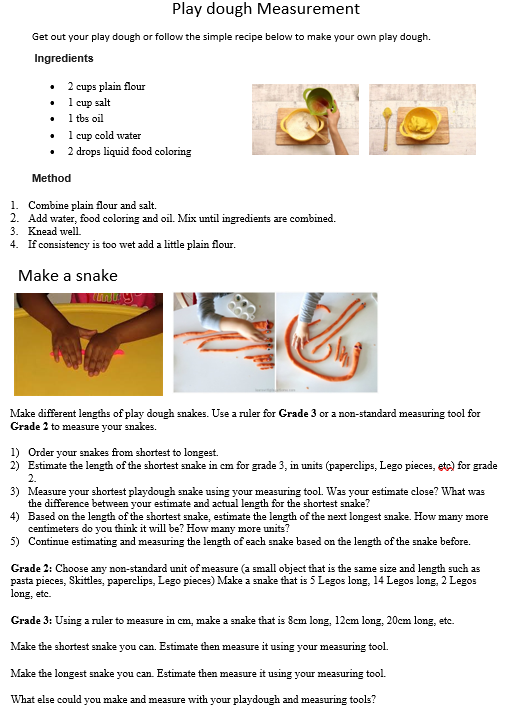 Play dough Measurement
Get out your play dough or follow the simple recipe below to make your own play dough.
Ingredients
• 2 cups plain flour
• 1 cup salt
• 1 tbs oil
• 1 cup cold water
• 2 drops liquid food coloring
Method
1. Combine plain flour and salt.
2. Add water, food coloring and oil. Mix until ingredients are combined.
3. Knead well.
4. If consistency is too wet add a little plain flour.
Make a snake
Make different lengths of play dough snakes. Use a ruler for Grade 3 or a non-standard measuring tool for
Grade 2 to measure your snakes.
1) Order your snakes from shortest to longest.
2) Estimate the length of the shortest snake in cm for grade 3, in units (paperclips, Lego pieces, etc) for grade
2.
3) Measure your shortest playdough snake using your measuring tool. Was your estimate close? What was
the difference between your estimate and actual length for the shortest snake?
4) Based on the length of the shortest snake, estimate the length of the next longest snake. How many more
centimeters do you think it will be? How many more units?
5) Continue estimating and measuring the length of each snake based on the length of the snake before.
Grade 2: Choose any non-standard unit of measure (a small object that is the same size and length such as
pasta pieces, Skittles, paperclips, Lego pieces) Make a snake that is 5 Legos long, 14 Legos long, 2 Legos
long, etc.
Grade 3: Using a ruler to measure in cm, make a snake that is 8cm long, 12cm long, 20cm long, etc.
Make the shortest snake you can. Estimate then measure it using your measuring tool.
Make the longest snake you can. Estimate then measure it using your measuring tool.
What else could you make and measure with your playdough and measuring tools?